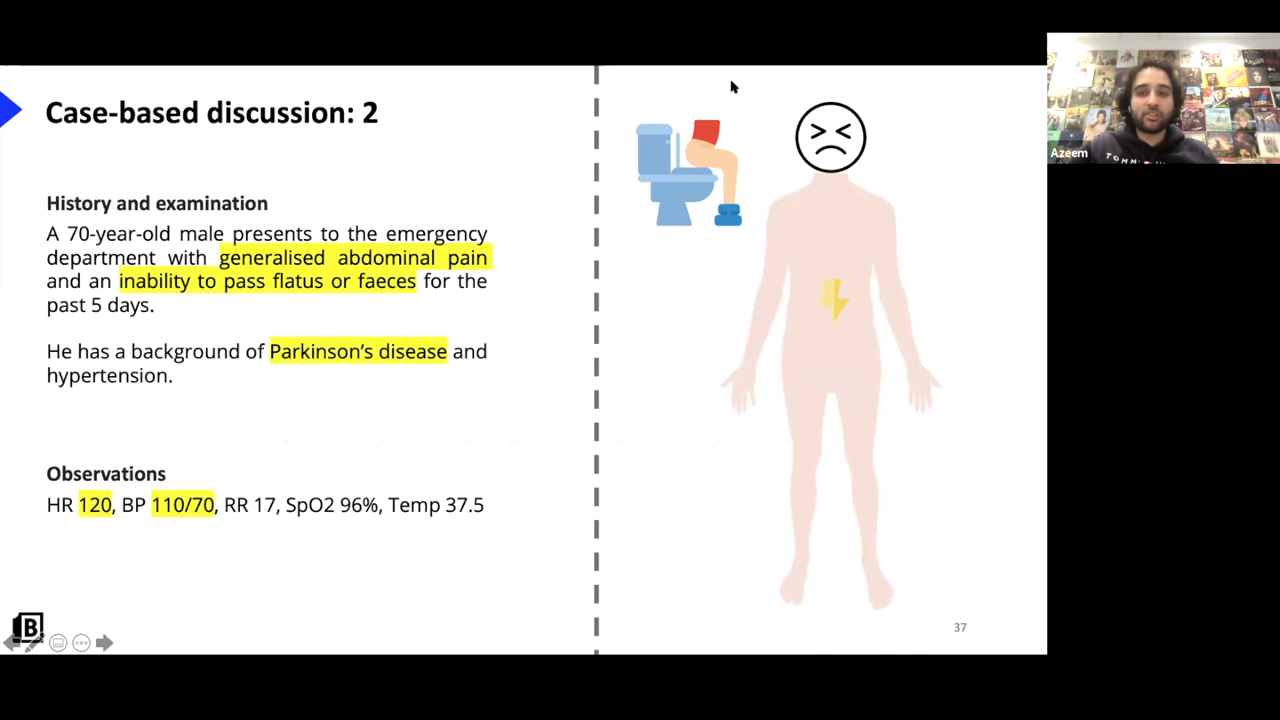 Case-based discussion: 2
History and examination
A 70-year-old male presents to the emergency
department with generalised abdominal pain
and an inability to pass flatus or faeces for the
past 5 days.
He has a background of Parkinson's disease and
hypertension.
Observations
HR 120, BP 110/70, RR 17, SpO2 96%, Temp 37.5
B
37
Azeem